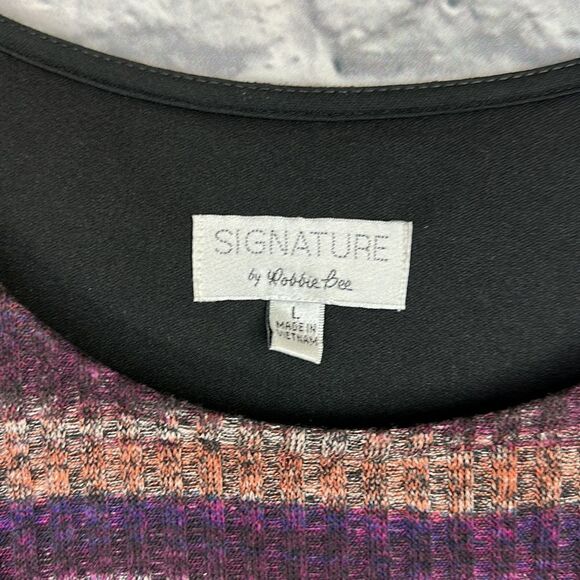 SIGNATURE
by Robbie Bee
L
MADE IN
VIETNAM